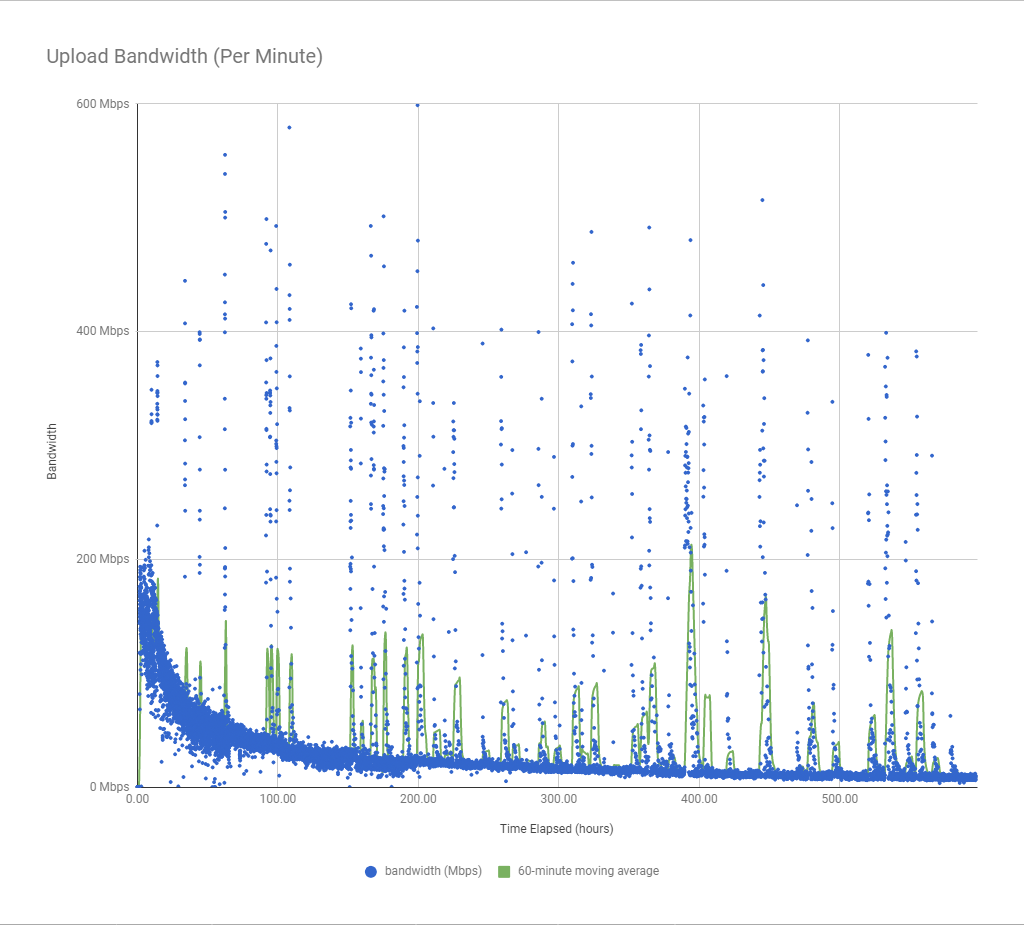 Upload Bandwidth (Per Minute)
600 Mbps
400 Mbps
200 Mbps
0 Mbps
Bandwidth
0.00 100.00 200.00 300.00 400.00 500.00
Time Elapsed (hours)
bandwidth (Mbps) 60-minute moving average